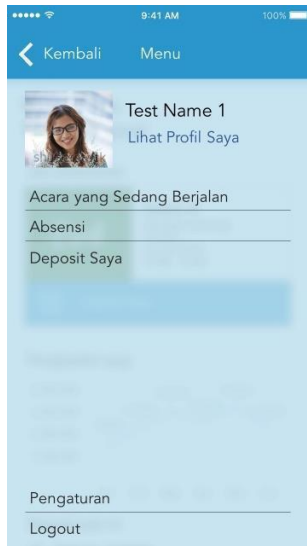 9:41 AM
100%
Kembali
Menu
Test Name 1
Lihat Profil Saya
Acara yang Sedang Berjalan
Absensi
Deposit Saya
Pengaturan
Logout